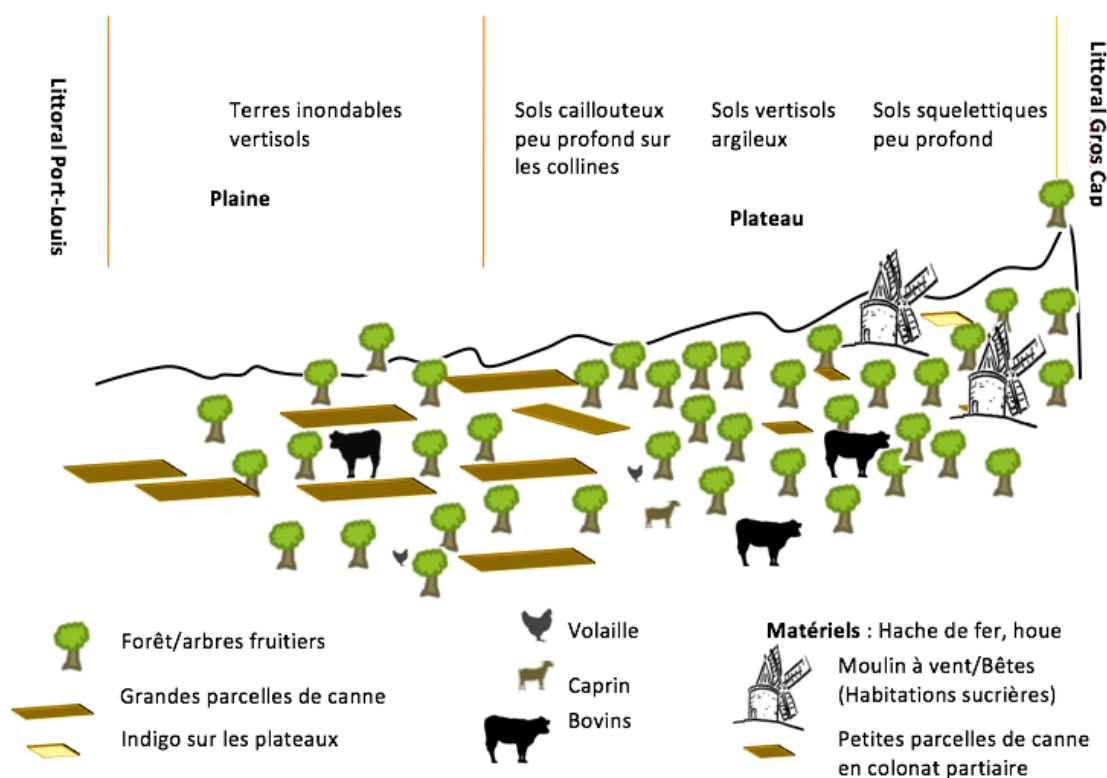 Littoral Port-Louis
Terres inondables
vertisols
Plaine
Sols caillouteux
peu profond sur
les collines
Sols vertisols
argileux
Sols squelettiques
peu profond
Plateau
Littoral Gros Cap
Forêt/arbres fruitiers
Grandes parcelles de canne
Indigo sur les plateaux
Volaille
Caprin
Bovins
Matériels : Hache de fer, houe
Moulin à vent/Bêtes
(Habitations sucrières)
Petites parcelles de canne
en colonat partiaire